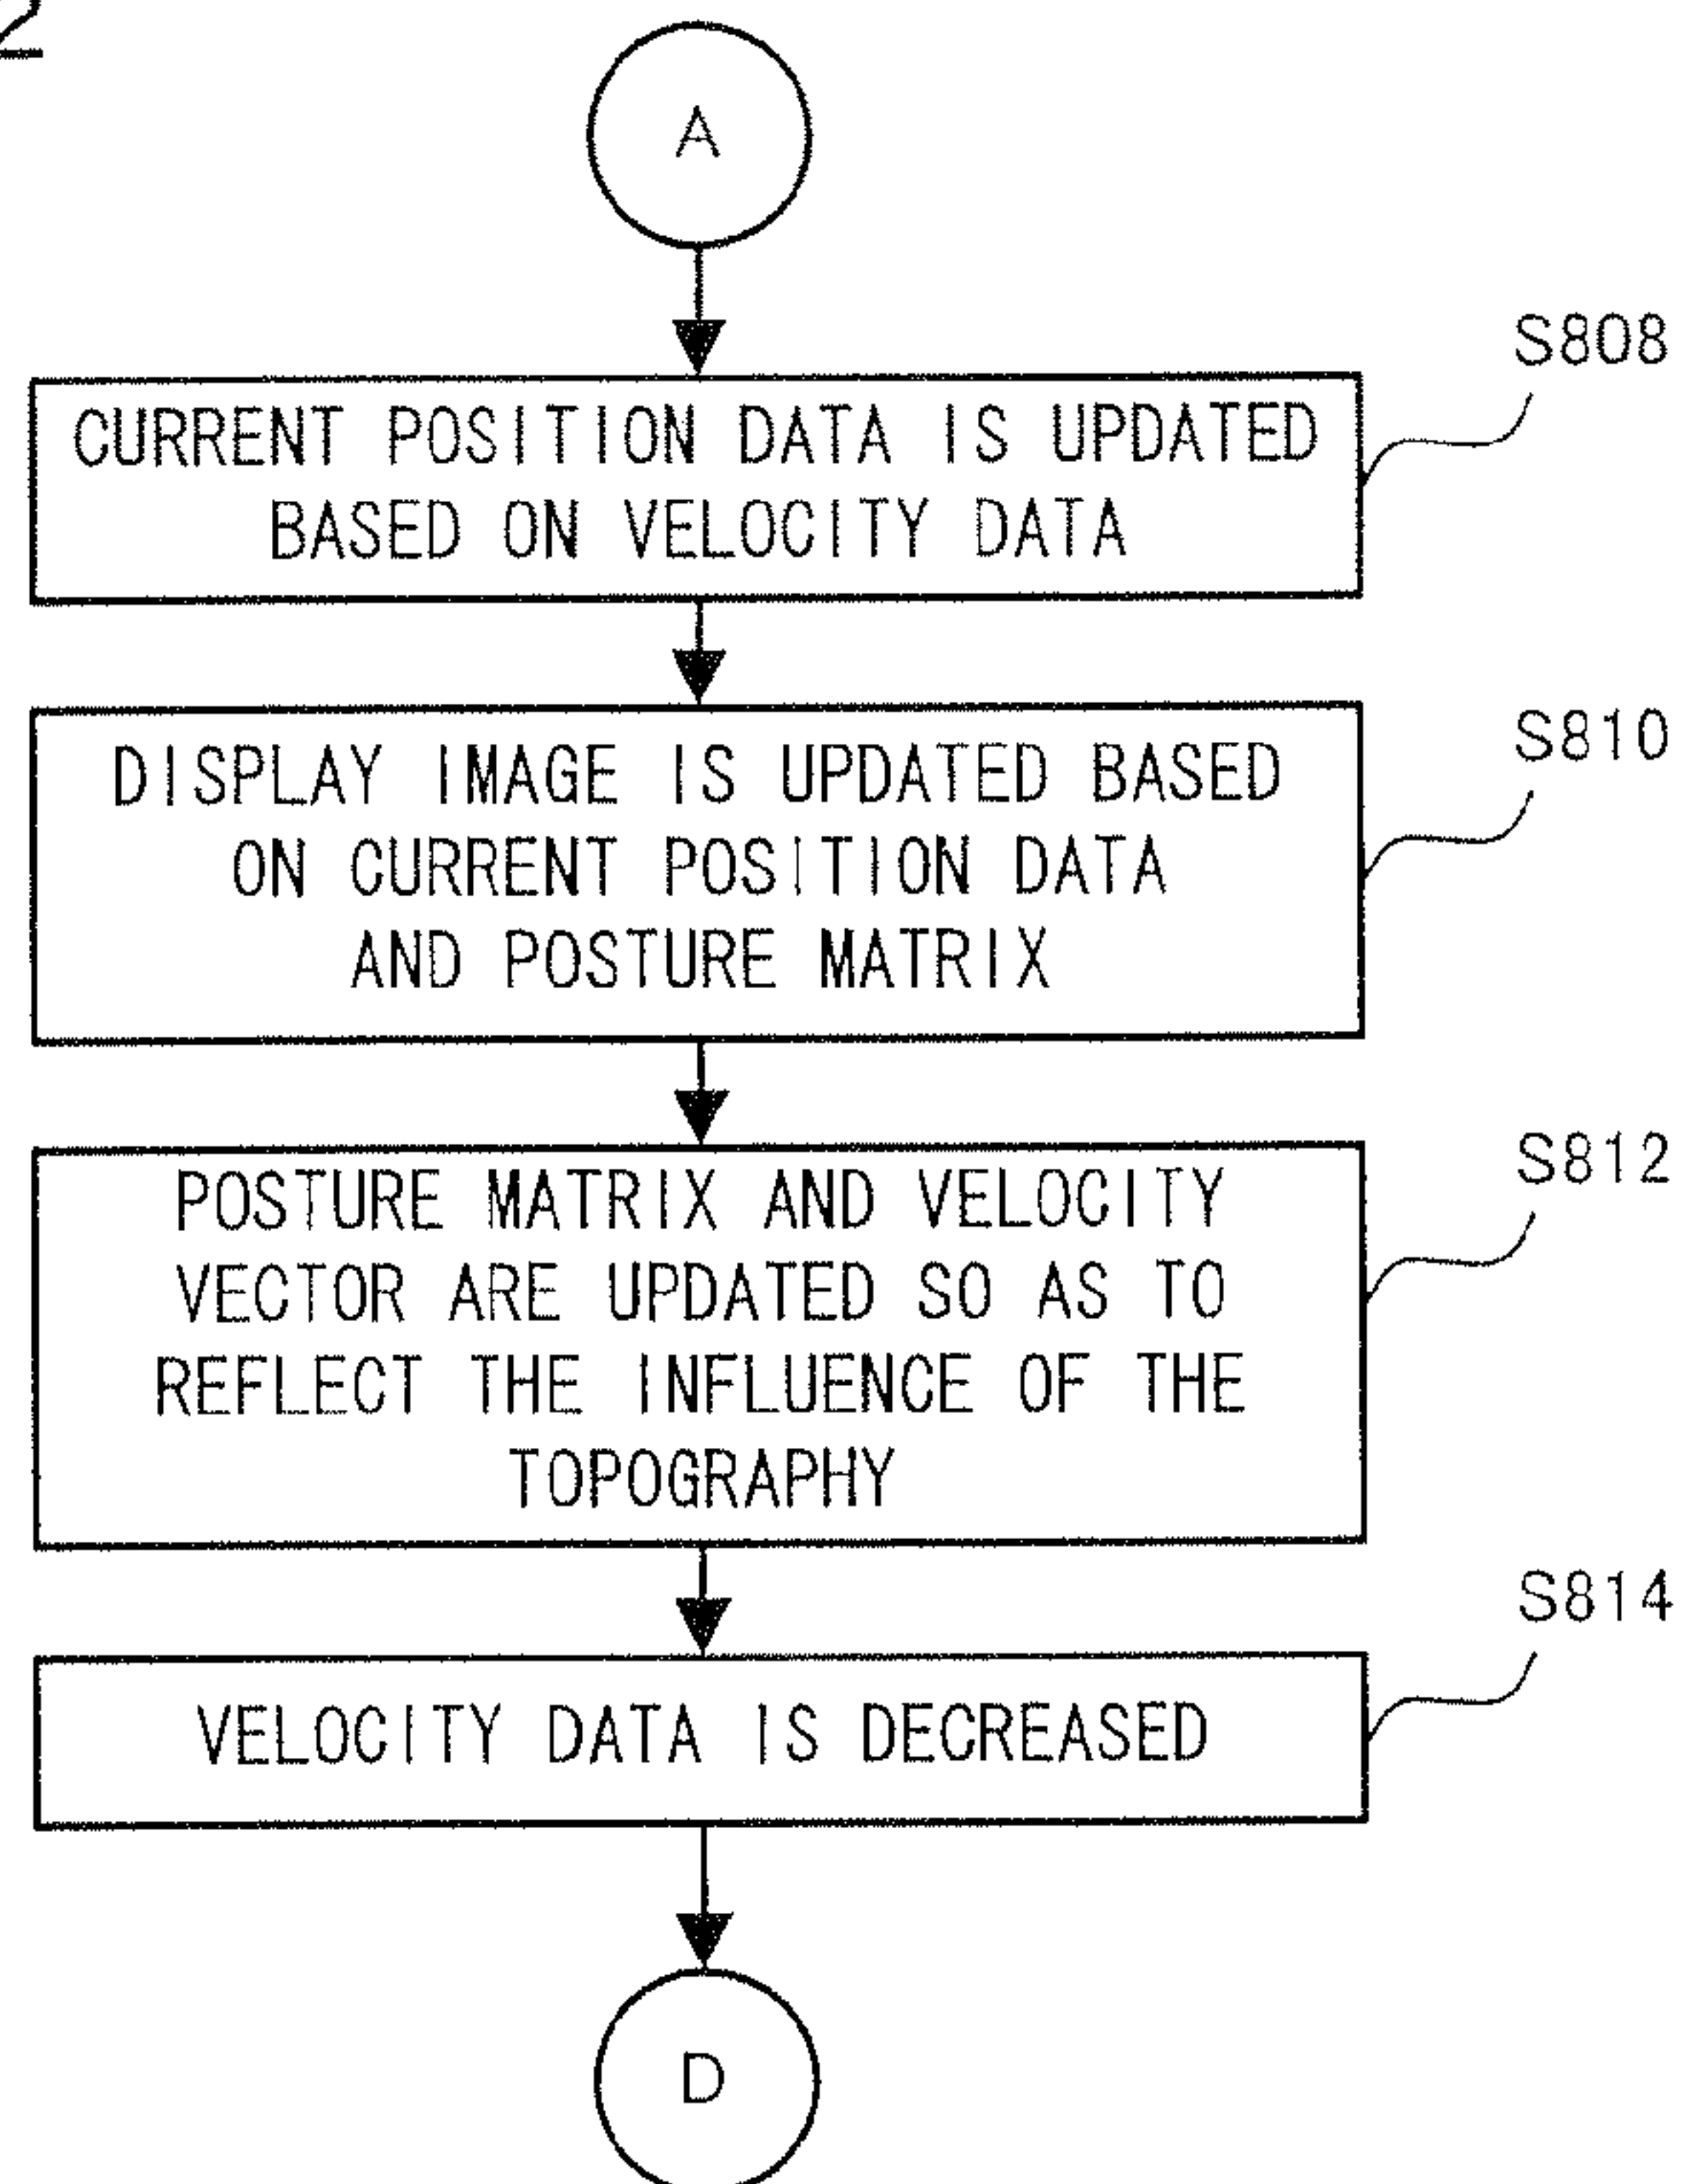 2
A
S808
CURRENT POSITION DATA IS UPDATED
BASED ON VELOCITY DATA
S810
DISPLAY IMAGE IS UPDATED BASED
ON CURRENT POSITION DATA
AND POSTURE MATRIX
S812
POSTURE MATRIX AND VELOCITY
VECTOR ARE UPDATED SO AS TO
REFLECT THE INFLUENCE OF THE
TOPOGRAPHY
S814
VELOCITY DATA IS DECREASED
D